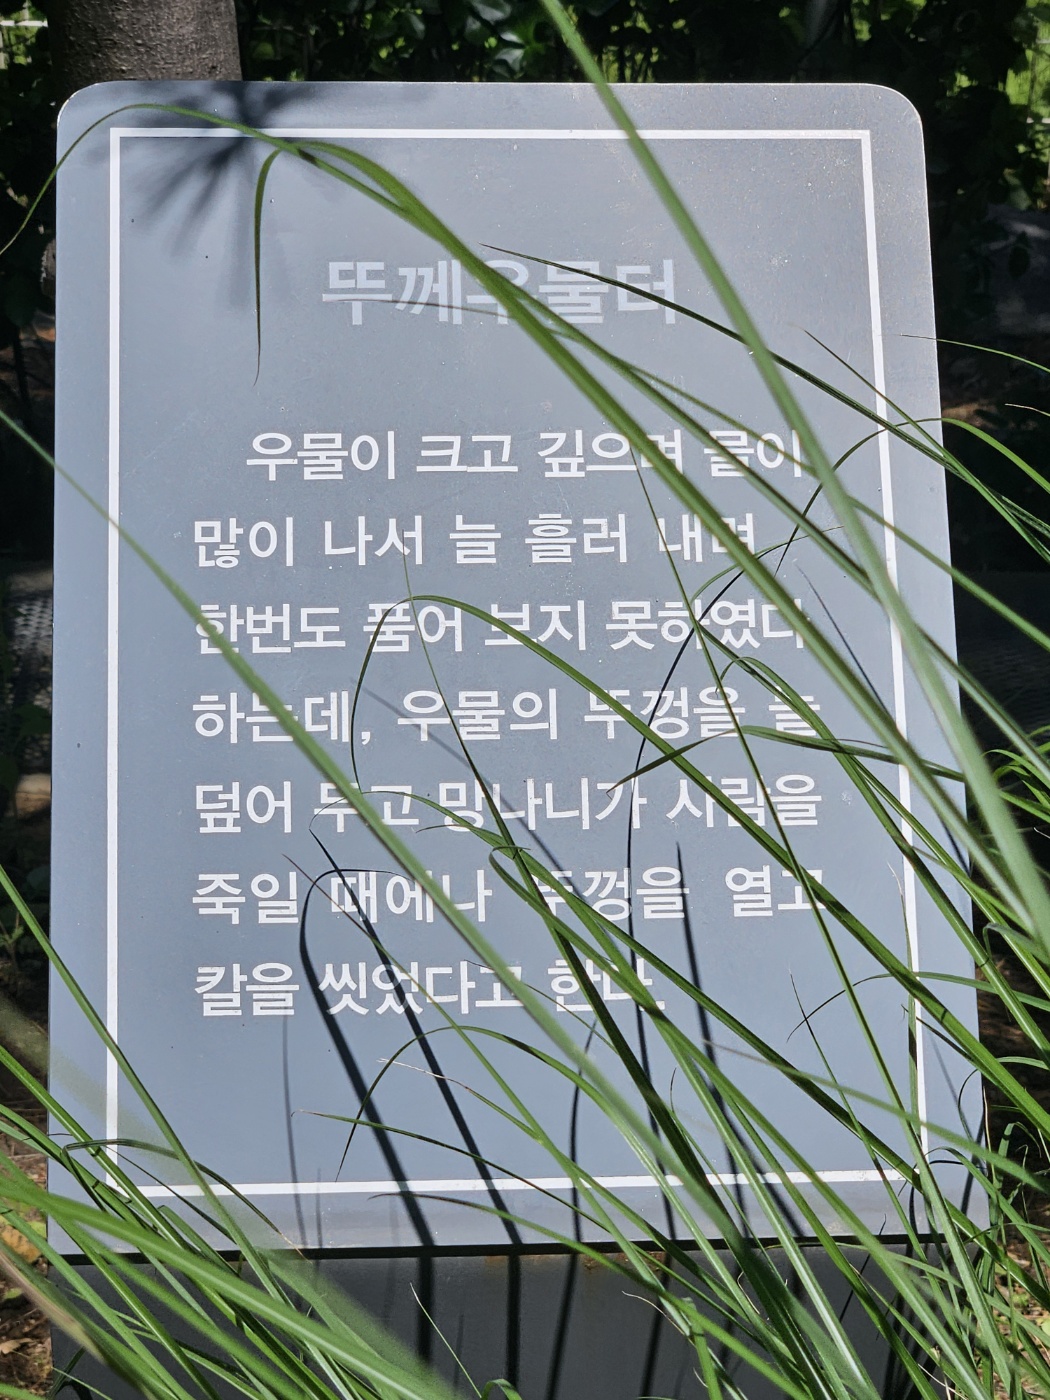 뚜께우물터
우물이 크고 깊으며 물이
많이 나서 늘 흘러 내며
한번도 품어 보지 못하였다
하는데, 우물의 뚜껑을 늘
덮어 두고 망나니가 사람을
죽일 때에나 뚜껑을 열고
칼을 씻었다고 한다.